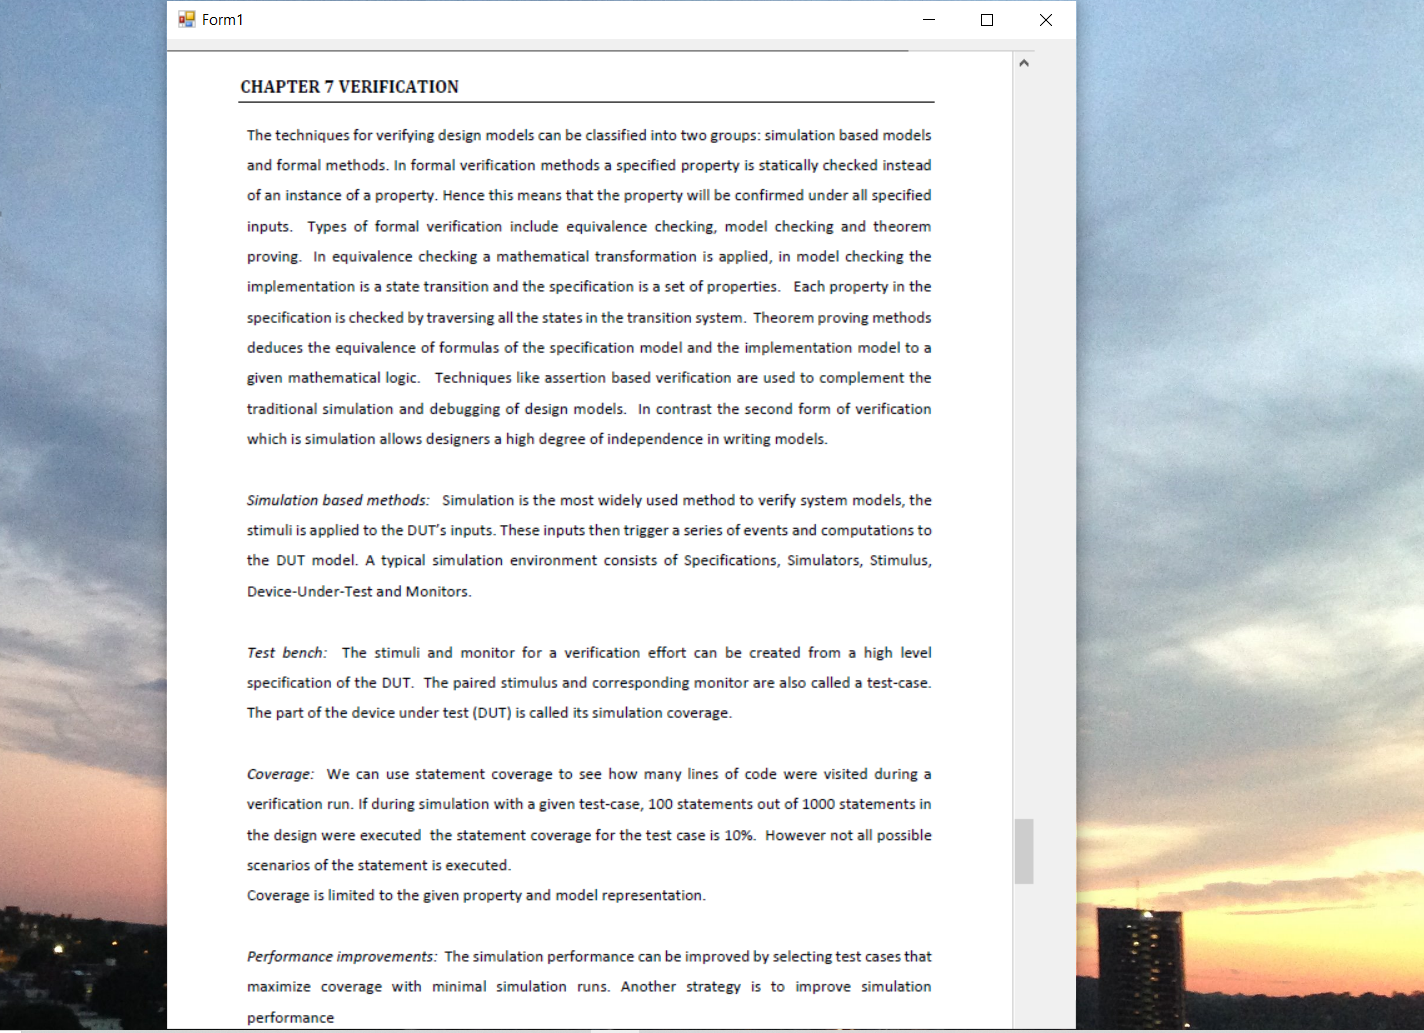 Form1
CHAPTER 7 VERIFICATION
The techniques for verifying design models can be classified into two groups: simulation based models
and formal methods. In formal verification methods a specified property is statically checked instead
of an instance of a property. Hence this means that the property will be confirmed under all specified
inputs.  Types of formal verification include equivalence checking, model checking and theorem
proving.  In equivalence checking a mathematical transformation is applied, in model checking the
implementation is a state transition and the specification is a set of properties.   Each property in the
specification is checked by traversing all the states in the transition system.  Theorem proving methods
deduces the equivalence of formulas of the specification model and the implementation model to a
given mathematical logic.   Techniques like assertion based verification are used to complement the
traditional simulation and debugging of design models.  In contrast the second form of verification
which is simulation allows designers a high degree of independence in writing models.
Simulation based methods:   Simulation is the most widely used method to verify system models, the
stimuli is applied to the DUT's inputs. These inputs then trigger a series of events and computations to
the DUT model. A typical simulation environment consists of Specifications, Simulators, Stimulus,
Device-Under-Test and Monitors.
Test bench:  The stimuli and monitor for a verification effort can be created from a high level
specification of the DUT.  The paired stimulus and corresponding monitor are also called a test-case.
The part of the device under test (DUT) is called its simulation coverage.
Coverage:  We can use statement coverage to see how many lines of code were visited during a
verification run. If during simulation with a given test-case, 100 statements out of 1000 statements in
the design were executed  the statement coverage for the test case is 10%.  However not all possible
scenarios of the statement is executed.
Coverage is limited to the given property and model representation.
Performance improvements:  The simulation performance can be improved by selecting test cases that
maximize coverage with minimal simulation runs. Another strategy is to improve simulation
performance